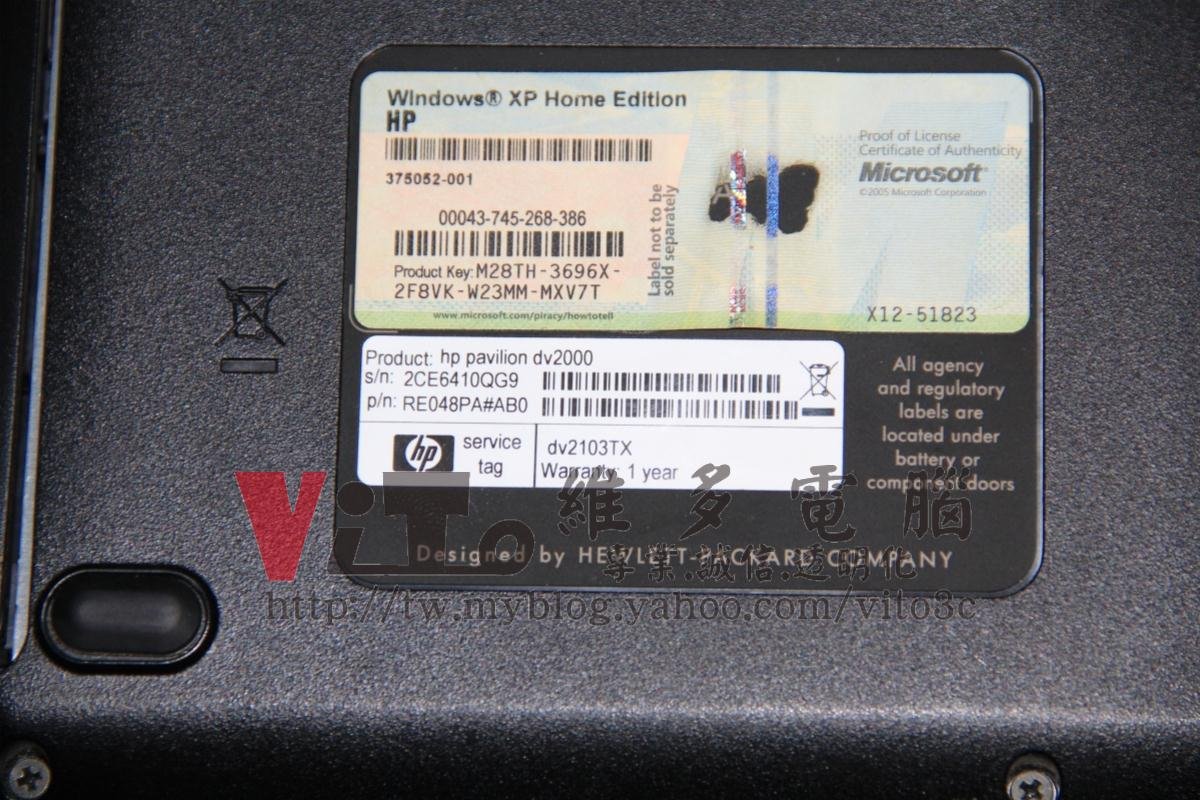 Windows® XP Home Edition
HP
375052-001
00043-745-268-386
Product Key: M28TH-3696X-
2F8VK-W23MM-MXV7T
www.microsoft.com/piracy/howtotell
Label not to be
sold separately
Proof of License
Certificate of Authenticity
Microsoft®
©2005 Microsoft Corporation
X12-51823
Product: hp pavilion dv2000
s/n: 2CE6410QG9
p/n: RE048PA#AB0
hp
service
tag
dv2103TX
Warranty: 1 year
All agency
and regulatory
labels are
located under
battery or
component doors
ViTo 維多電腦
Designed by HEWLETT-PACKARD COMPANY
專業.誠信.透明化
http://tw.myblog.yahoo.com/vito3c